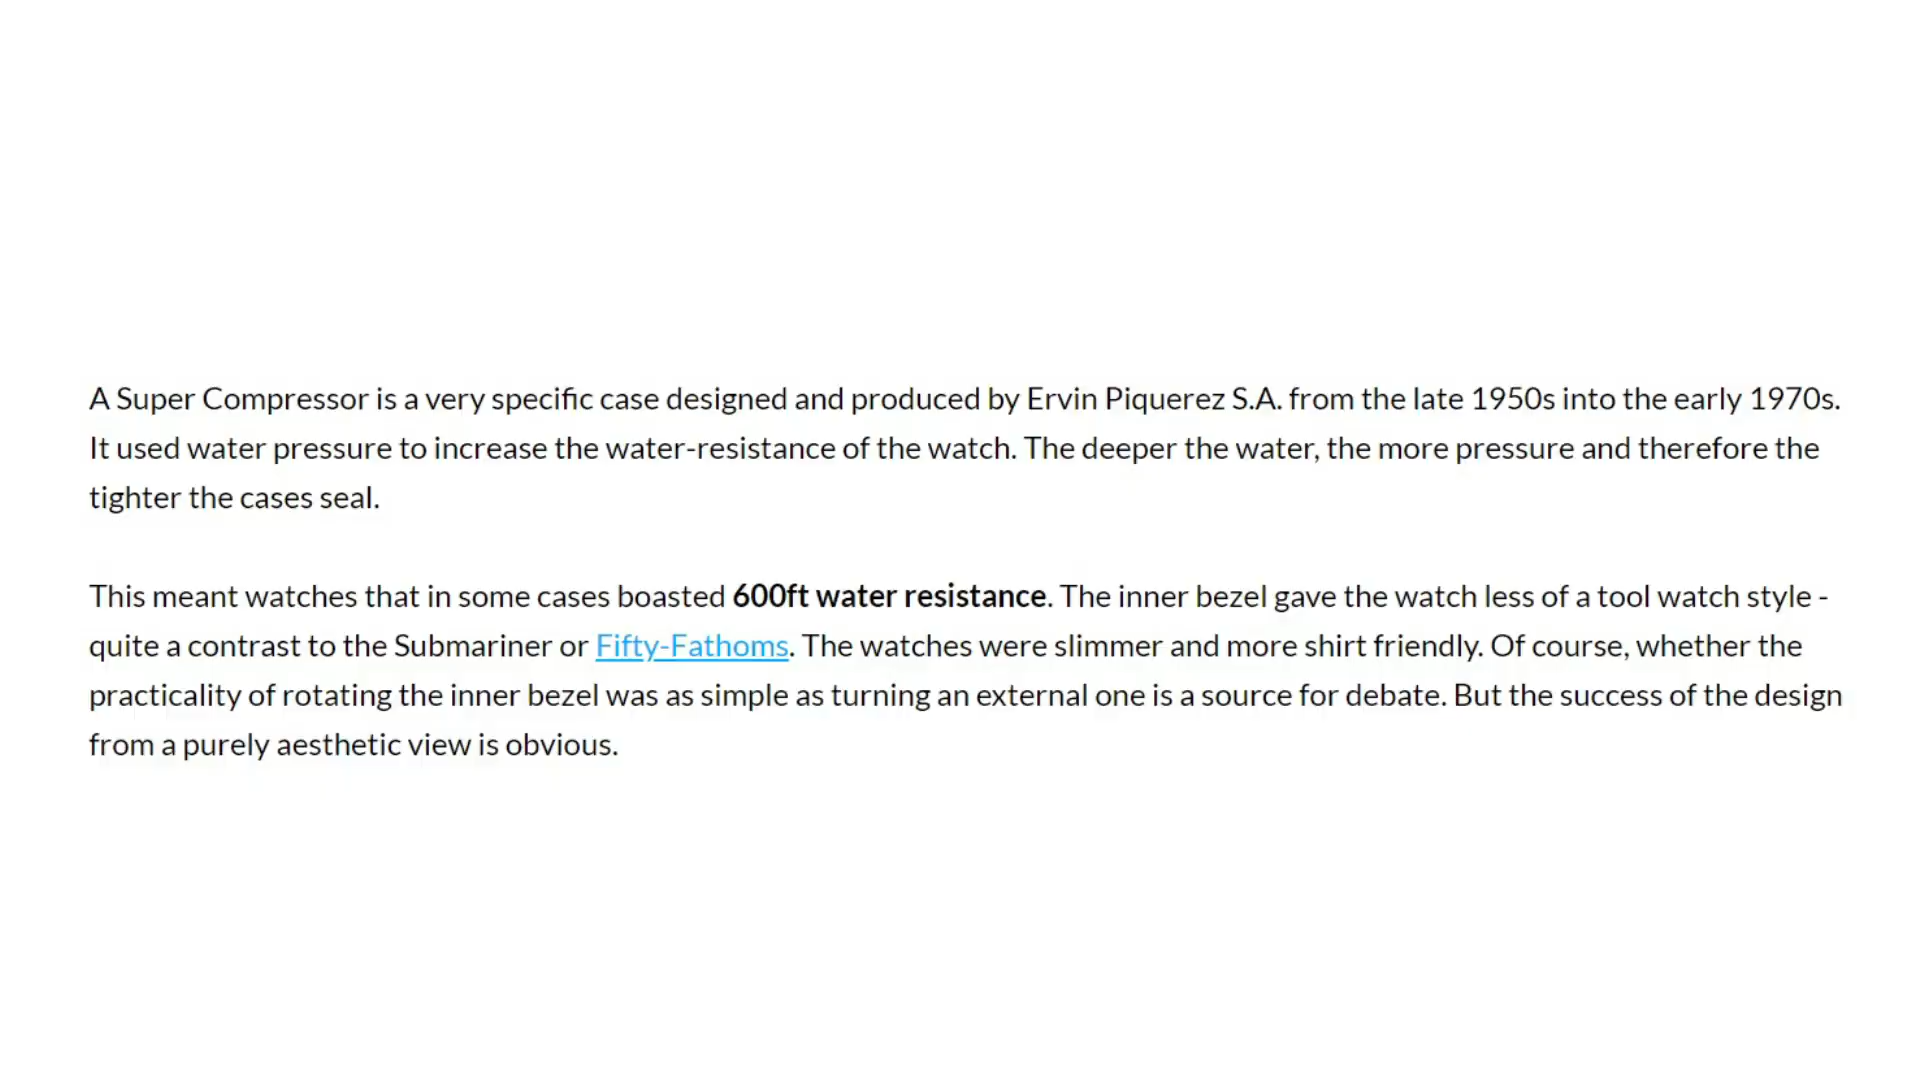 A Super Compressor is a very specific case designed and produced by Ervin Piquerez S.A. from the late 1950s into the early 1970s.
It used water pressure to increase the water-resistance of the watch. The deeper the water, the more pressure and therefore the
tighter the cases seal.
This meant watches that in some cases boasted 600ft water resistance. The inner bezel gave the watch less of a tool watch style -
quite a contrast to the Submariner or Fifty-Fathoms. The watches were slimmer and more shirt friendly. Of course, whether the
practicality of rotating the inner bezel was as simple as turning an external one is a source for debate. But the success of the design
from a purely aesthetic view is obvious.